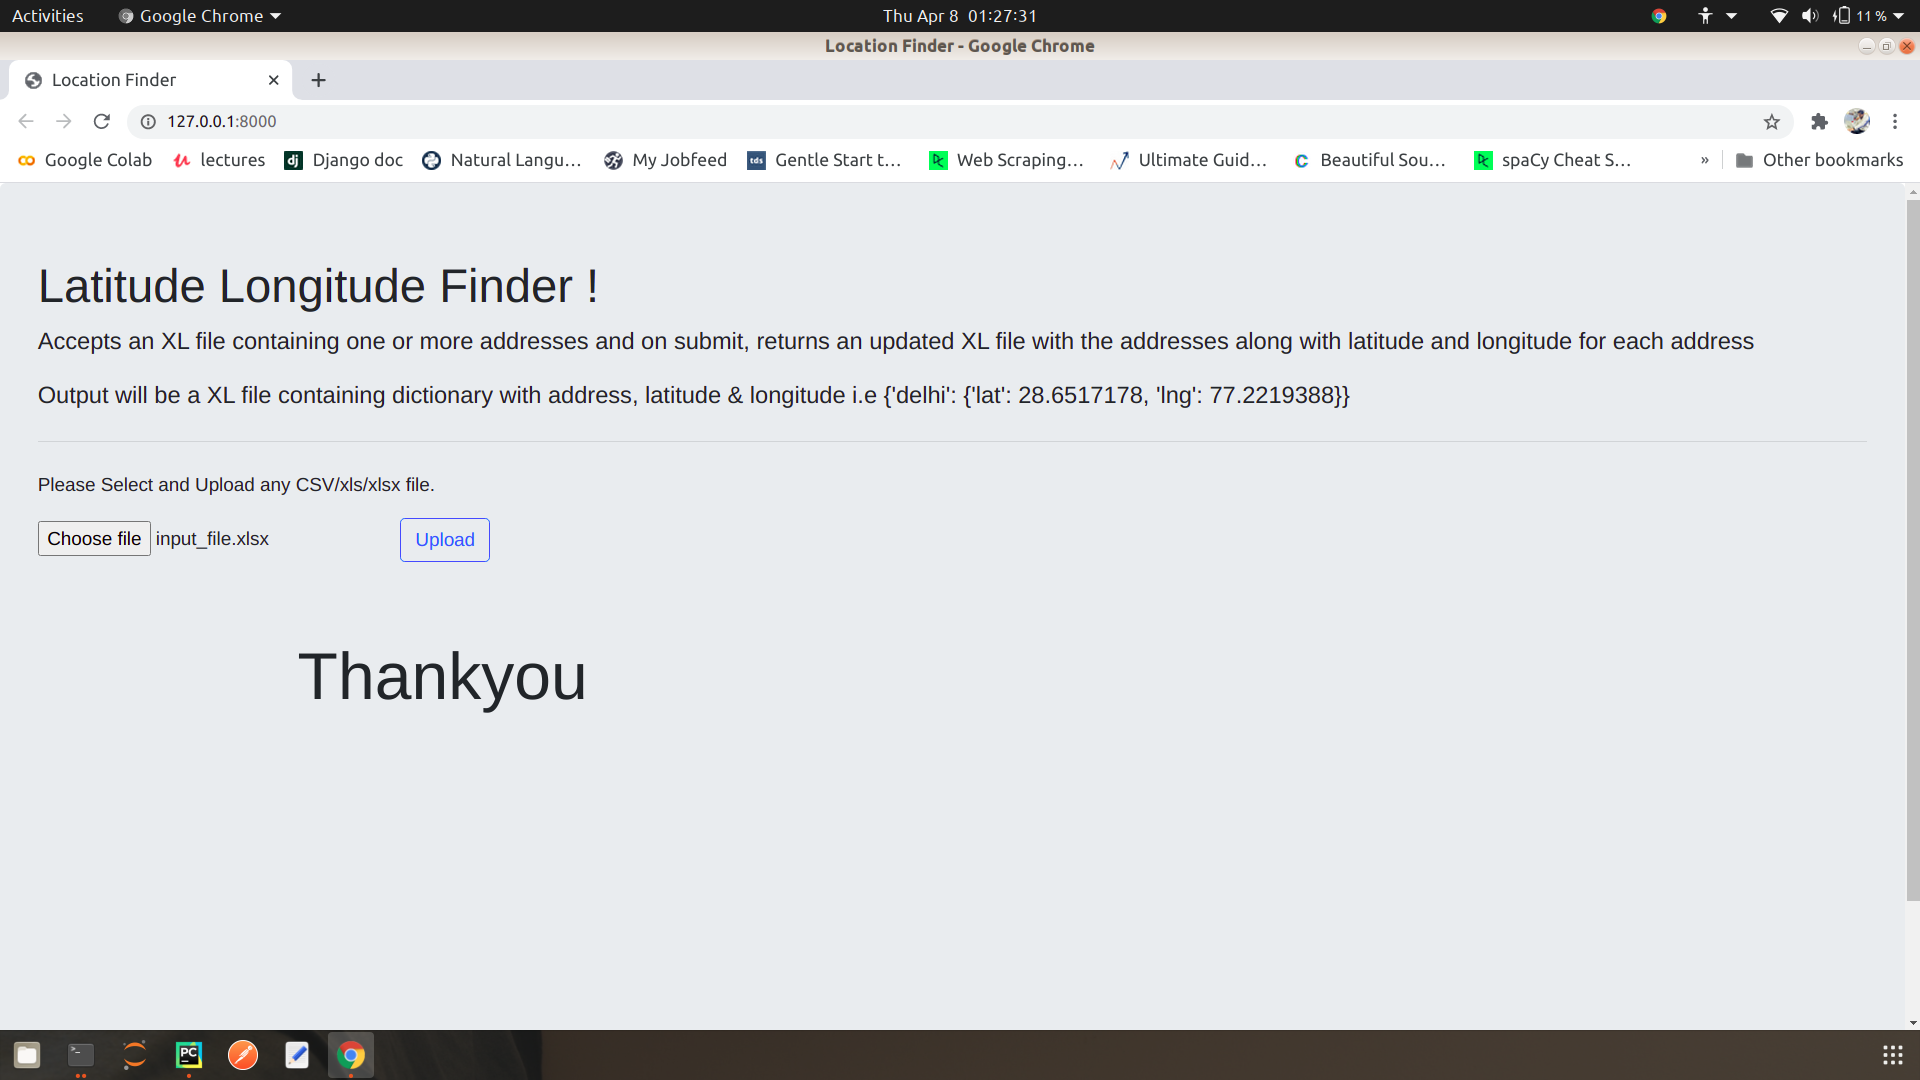 Activities Google Chrome Thu Apr 8 01:27:31 11 %
Location Finder - Google Chrome
Location Finder
127.0.0.1:8000
Google Colab lectures Django doc Natural Langu... My Jobfeed Gentle Start t... Web Scraping... Ultimate Guid... Beautiful Sou... spaCy Cheat S... » Other bookmarks
Latitude Longitude Finder !
Accepts an XL file containing one or more addresses and on submit, returns an updated XL file with the addresses along with latitude and longitude for each address
Output will be a XL file containing dictionary with address, latitude & longitude i.e {'delhi': {'lat': 28.6517178, 'lng': 77.2219388}}
Please Select and Upload any CSV/xls/xlsx file.
Choose file input_file.xlsx Upload
Thankyou